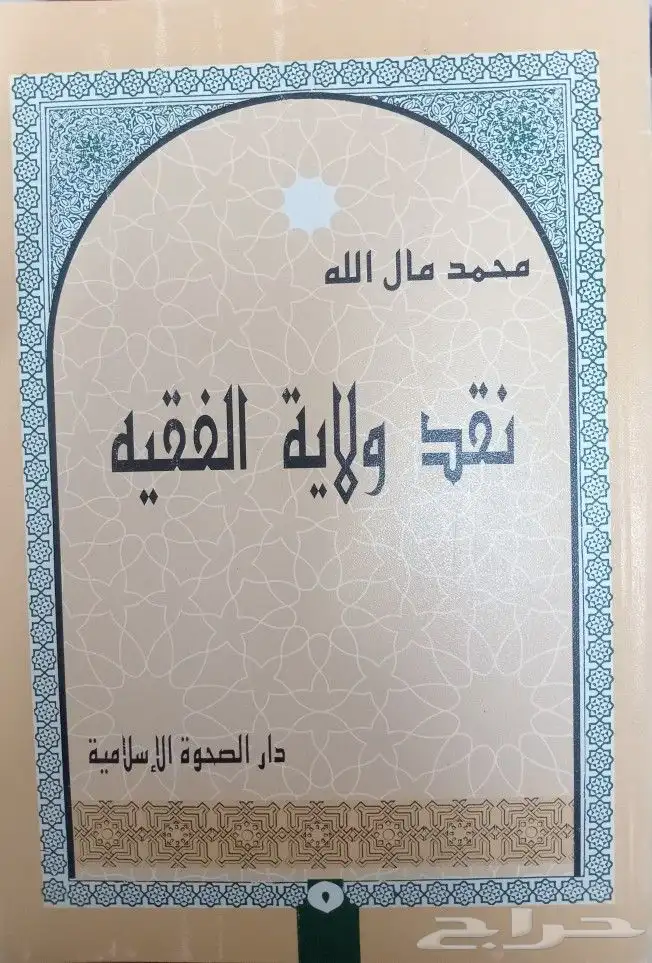 محمد مال الله
نقد ولاية الفقيه
دار الصحوة الإسلامية
حراج